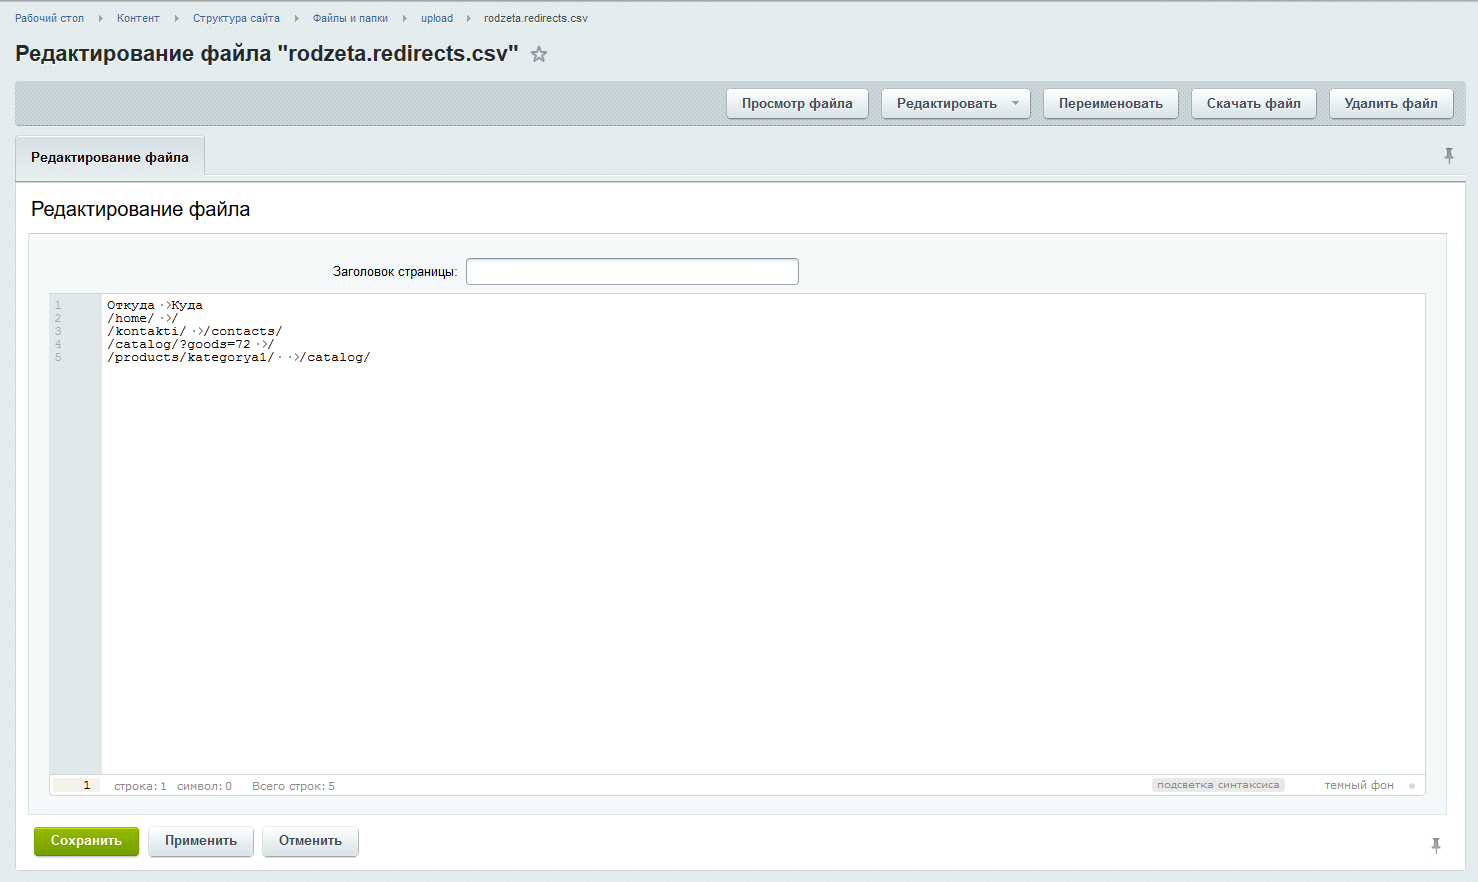 Рабочий стол Контент Структура сайта Файлы и папки upload rodzeta.redirects.csv
Редактирование файла "rodzeta.redirects.csv"
Просмотр файла Редактировать Переименовать Скачать файл Удалить файл
Редактирование файла
Редактирование файла
Заголовок страницы:
1 Откуда ·›Куда
2 /home/ ·›/
3 /kontakti/ ·›/contacts/
4 /catalog/?goods=72 ·›/
5 /products/kategorya1/ · ·›/catalog/
1 строка: 1 символ: 0 Всего строк: 5 подсветка синтаксиса темный фон
Сохранить Применить Отменить